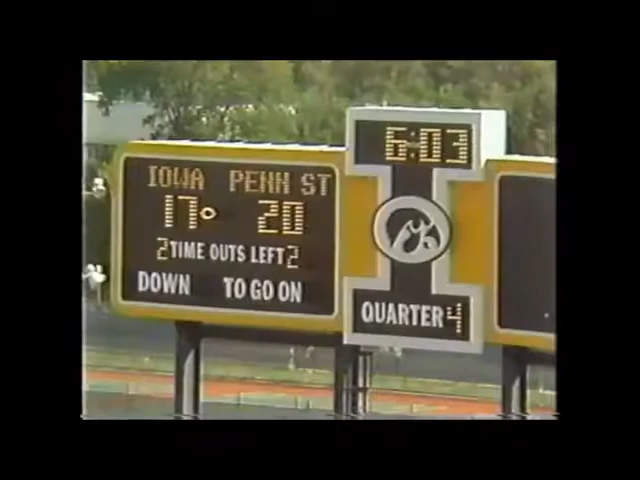 6:03
IOWA PENN ST
17 20
2 TIME OUTS LEFT 2
DOWN TO GO ON
QUARTER 4